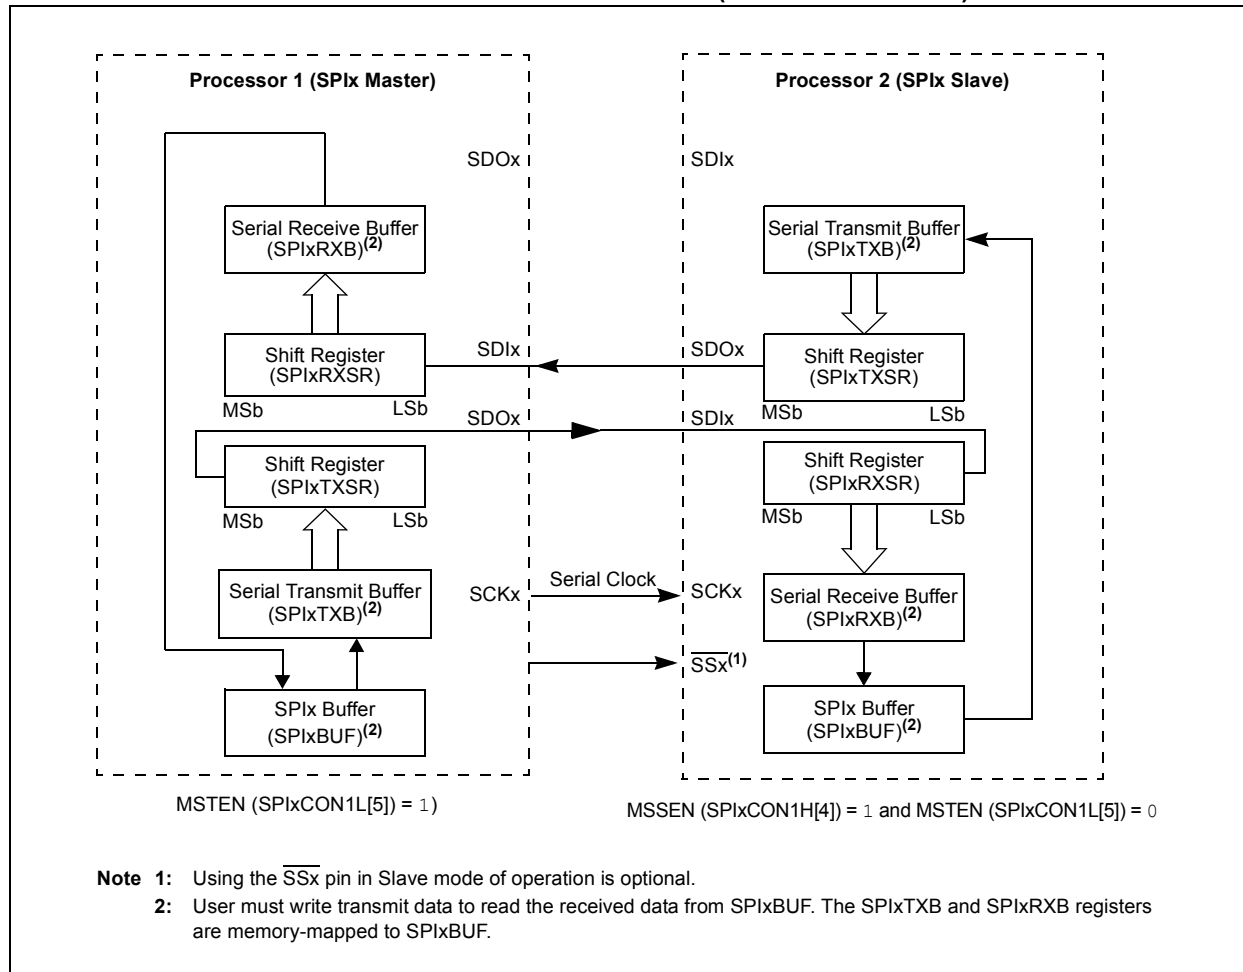 Processor 1 (SPIx Master)
Processor 2 (SPIx Slave)
SDOx
SDIx
Serial Receive Buffer
(SPIxRXB)(2)
Serial Transmit Buffer
(SPIxTXB)(2)
Shift Register
(SPIxRXSR)
SDIx
SDOx
Shift Register
(SPIxTXSR)
MSb
LSb
MSb
LSb
SDOx
SDIx
Shift Register
(SPIxTXSR)
Shift Register
(SPIxRXSR)
MSb
LSb
MSb
LSb
Serial Transmit Buffer
(SPIxTXB)(2)
SCKx
Serial Clock
SCKx
Serial Receive Buffer
(SPIxRXB)(2)
SSx(1)
SPIx Buffer
(SPIxBUF)(2)
SPIx Buffer
(SPIxBUF)(2)
MSTEN (SPIxCON1L[5]) = 1)
MSSEN (SPIxCON1H[4]) = 1 and MSTEN (SPIxCON1L[5]) = 0
Note 1: Using the SSx pin in Slave mode of operation is optional.
2: User must write transmit data to read the received data from SPIxBUF. The SPIxTXB and SPIxRXB registers
are memory-mapped to SPIxBUF.